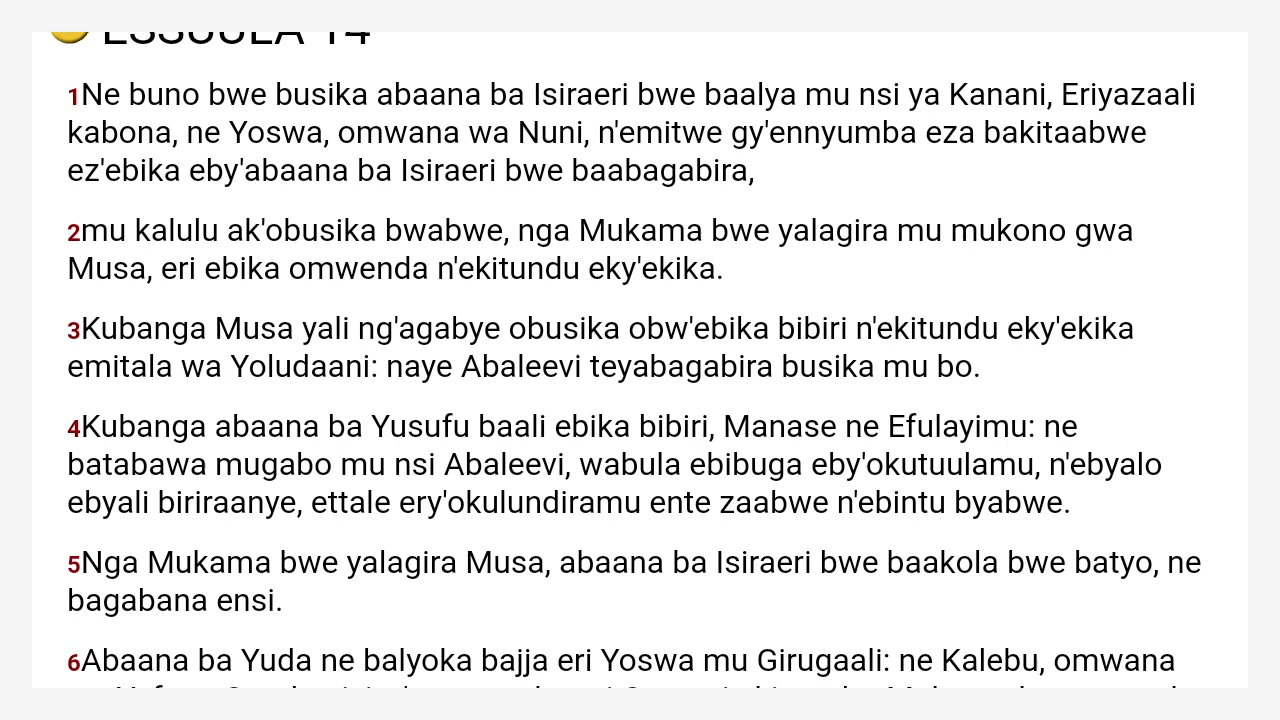 ESSUULA 14
1Ne buno bwe busika abaana ba Isiraeri bwe baalya mu nsi ya Kanani, Eriyazaali
kabona, ne Yoswa, omwana wa Nuni, n'emitwe gy'ennyumba eza bakitaabwe
ez'ebika eby'abaana ba Isiraeri bwe baabagabira,
2mu kalulu ak'obusika bwabwe, nga Mukama bwe yalagira mu mukono gwa
Musa, eri ebika omwenda n'ekitundu eky'ekika.
3Kubanga Musa yali ng'agabye obusika obw'ebika bibiri n'ekitundu eky'ekika
emitala wa Yoludaani: naye Abaleevi teyabagabira busika mu bo.
4Kubanga abaana ba Yusufu baali ebika bibiri, Manase ne Efulayimu: ne
batabawa mugabo mu nsi Abaleevi, wabula ebibuga eby'okutuulamu, n'ebyalo
ebyali biriraanye, ettale ery'okulundiramu ente zaabwe n'ebintu byabwe.
5Nga Mukama bwe yalagira Musa, abaana ba Isiraeri bwe baakola bwe batyo, ne
bagabana ensi.
6Abaana ba Yuda ne balyoka bajja eri Yoswa mu Girugaali: ne Kalebu, omwana